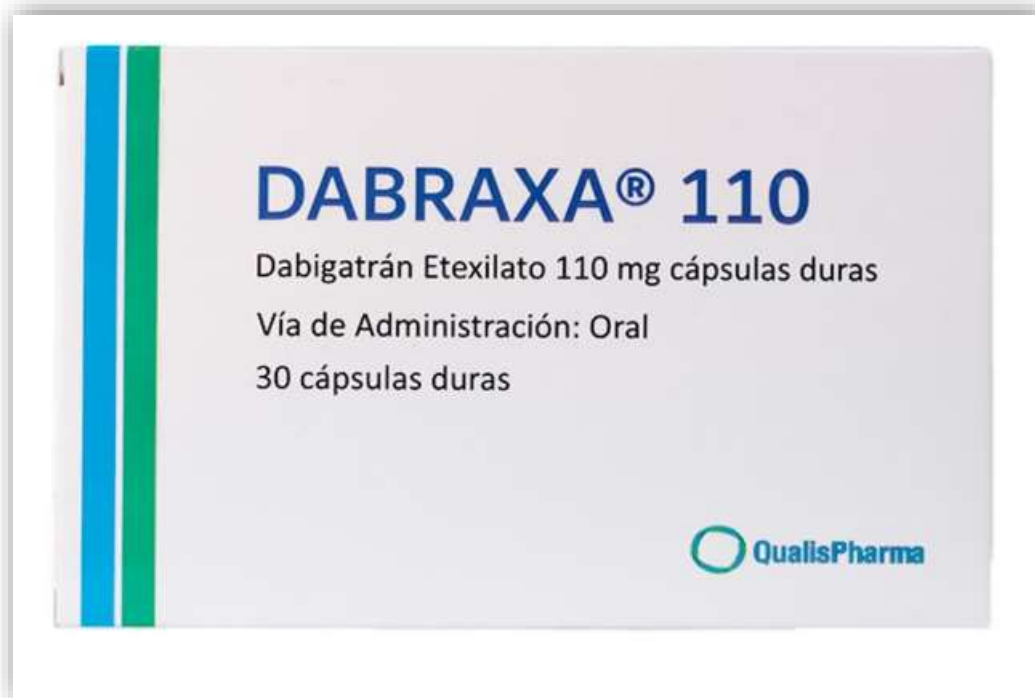 DABRAXA® 110
Dabigatrán Etexilato 110 mg cápsulas duras
Vía de Administración: Oral
30 cápsulas duras
QualisPharma